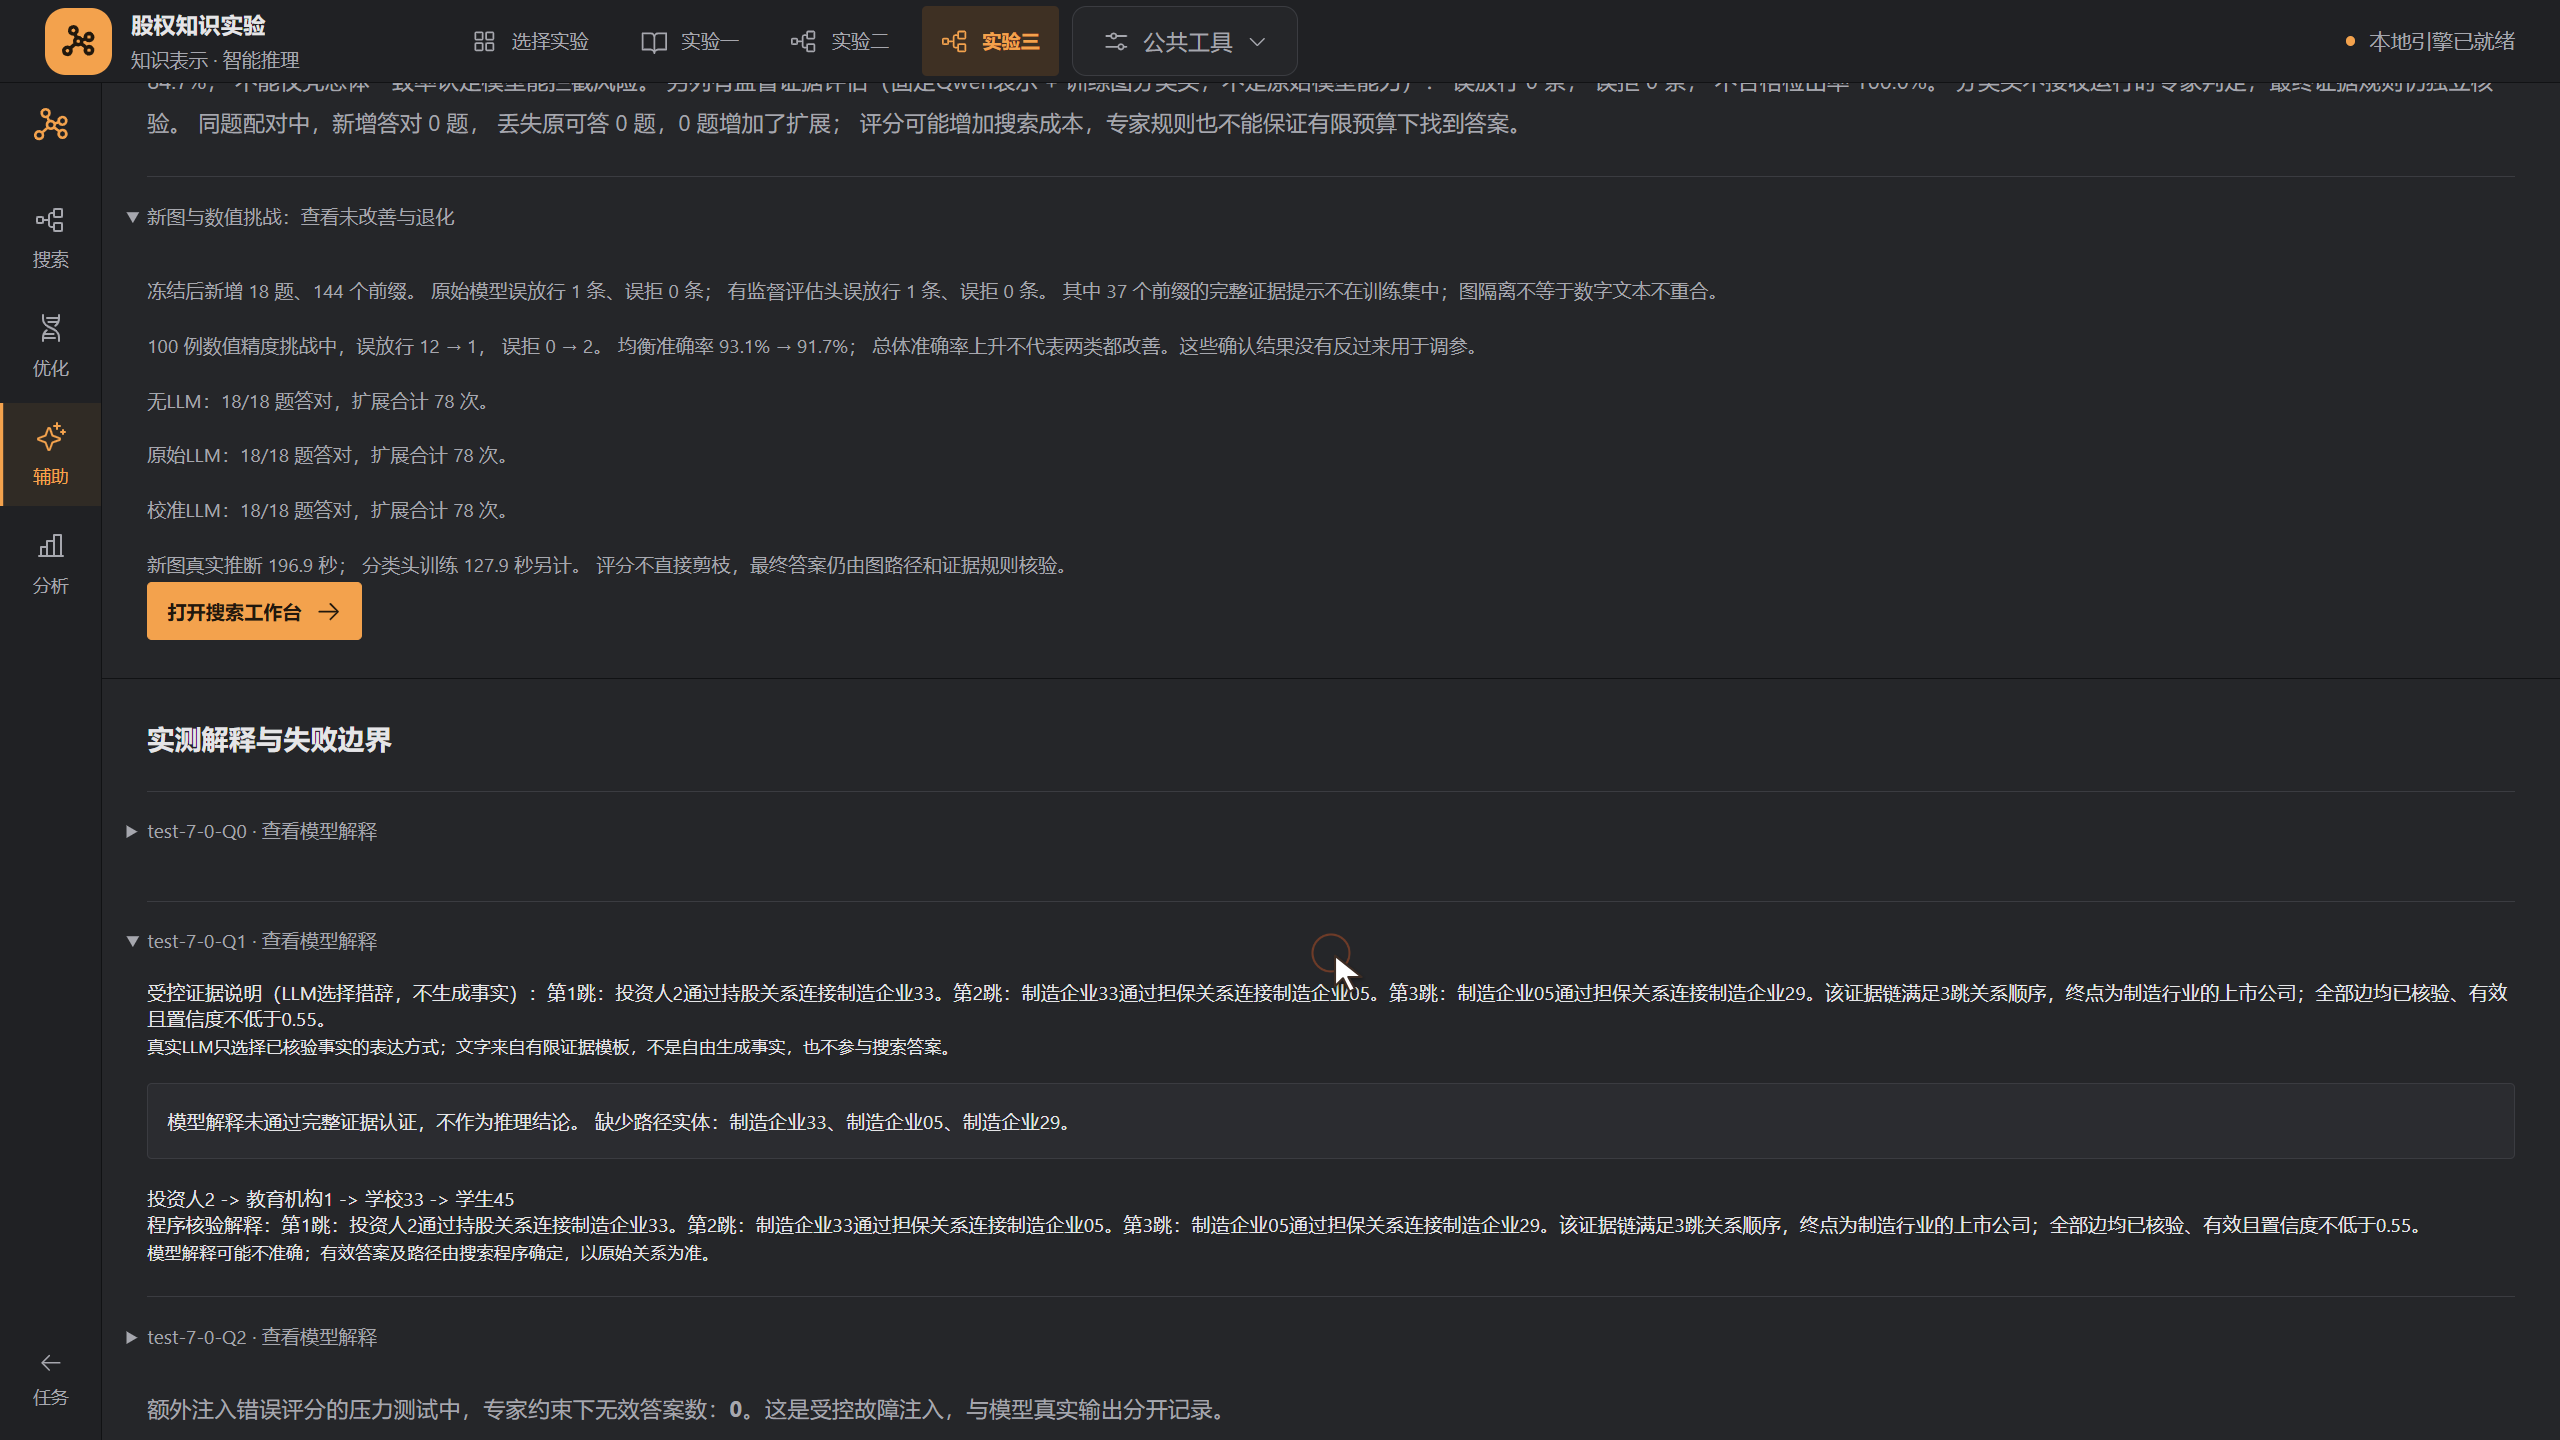 股权知识实验
知识表示 · 智能推理
选择实验
实验一
实验二
实验三
公共工具
本地引擎已就绪
搜索
优化
辅助
分析
任务
验。 同题配对中，新增答对 0 题， 丢失原可答 0 题，0 题增加了扩展； 评分可能增加搜索成本，专家规则也不能保证有限预算下找到答案。
▼ 新图与数值挑战：查看未改善与退化
冻结后新增 18 题、144 个前缀。 原始模型误放行 1 条、误拒 0 条； 有监督评估头误放行 1 条、误拒 0 条。 其中 37 个前缀的完整证据提示不在训练集中；图隔离不等于数字文本不重合。
100 例数值精度挑战中，误放行 12 → 1， 误拒 0 → 2。 均衡准确率 93.1% → 91.7%； 总体准确率上升不代表两类都改善。这些确认结果没有反过来用于调参。
无LLM：18/18 题答对，扩展合计 78 次。
原始LLM：18/18 题答对，扩展合计 78 次。
校准LLM：18/18 题答对，扩展合计 78 次。
新图真实推断 196.9 秒； 分类头训练 127.9 秒另计。 评分不直接剪枝，最终答案仍由图路径和证据规则核验。
打开搜索工作台 →
实测解释与失败边界
▶ test-7-0-Q0 · 查看模型解释
▼ test-7-0-Q1 · 查看模型解释
受控证据说明（LLM选择措辞，不生成事实）：第1跳：投资人2通过持股关系连接制造企业33。第2跳：制造企业33通过担保关系连接制造企业05。第3跳：制造企业05通过担保关系连接制造企业29。该证据链满足3跳关系顺序，终点为制造行业的上市公司；全部边均已核验、有效
且置信度不低于0.55。
真实LLM只选择已核验事实的表达方式；文字来自有限证据模板，不是自由生成事实，也不参与搜索答案。
模型解释未通过完整证据认证，不作为推理结论。 缺少路径实体：制造企业33、制造企业05、制造企业29。
投资人2 -> 教育机构1 -> 学校33 -> 学生45
程序核验解释：第1跳：投资人2通过持股关系连接制造企业33。第2跳：制造企业33通过担保关系连接制造企业05。第3跳：制造企业05通过担保关系连接制造企业29。该证据链满足3跳关系顺序，终点为制造行业的上市公司；全部边均已核验、有效且置信度不低于0.55。
模型解释可能不准确；有效答案及路径由搜索程序确定，以原始关系为准。
▶ test-7-0-Q2 · 查看模型解释
额外注入错误评分的压力测试中，专家约束下无效答案数：0。这是受控故障注入，与模型真实输出分开记录。